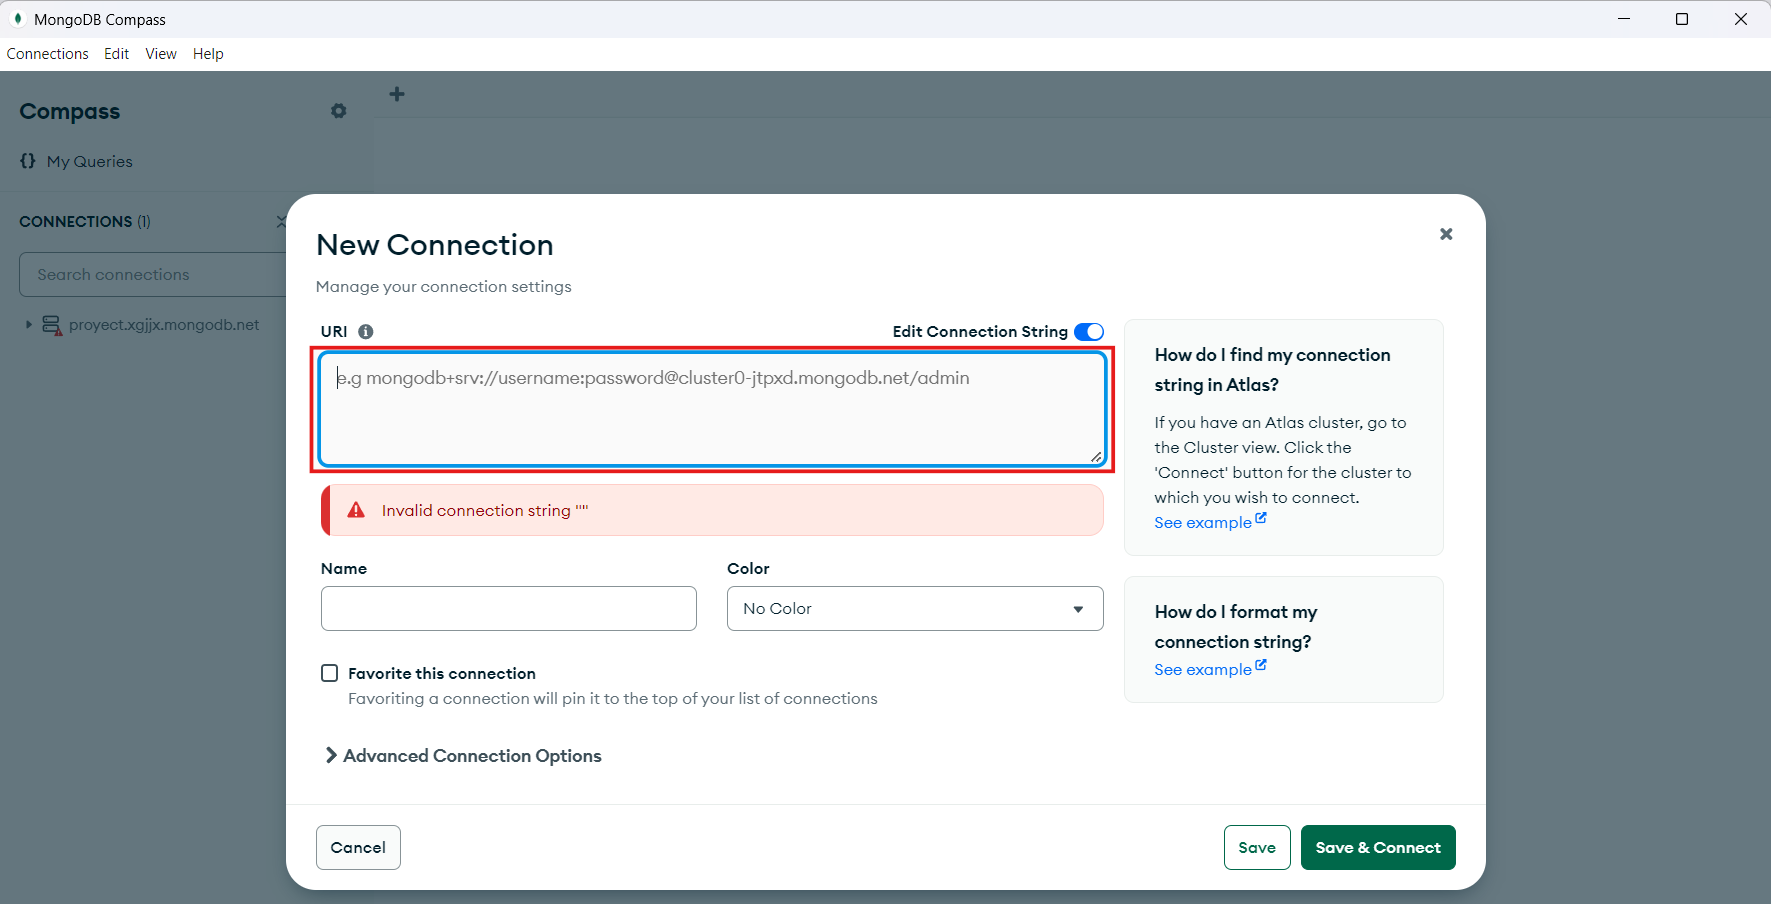 MongoDB Compass
Connections Edit View Help
Compass
{} My Queries
CONNECTIONS (1)
Search connections
proyect.xgjjx.mongodb.net
New Connection
Manage your connection settings
URI
Edit Connection String
e.g mongodb+srv://username:password@cluster0-jtpxd.mongodb.net/admin
Invalid connection string ""
Name
Color
No Color
Favorite this connection
Favoriting a connection will pin it to the top of your list of connections
Advanced Connection Options
How do I find my connection
string in Atlas?
If you have an Atlas cluster, go to
the Cluster view. Click the
'Connect' button for the cluster to
which you wish to connect.
See example
How do I format my
connection string?
See example
Cancel
Save
Save & Connect